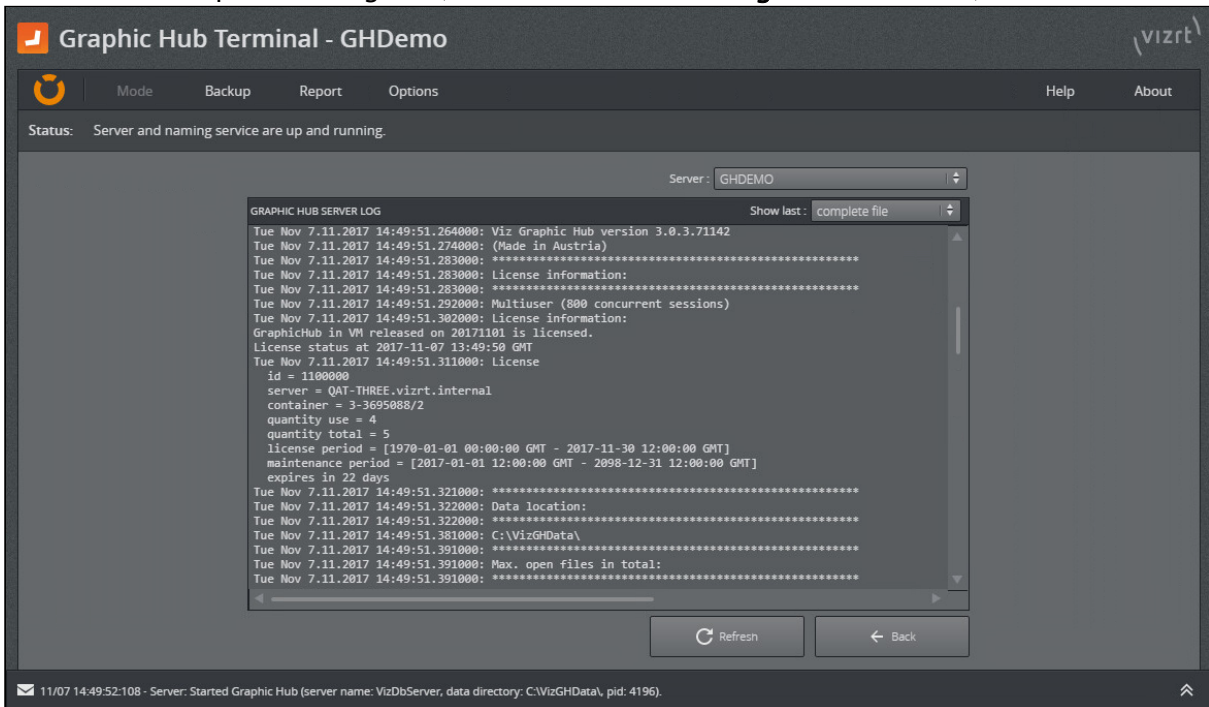 Graphic Hub Terminal - GHDemo
vizrt
Mode Backup Report Options Help About
Status: Server and naming service are up and running.
Server : GHDEMO
GRAPHIC HUB SERVER LOG Show last : complete file
Tue Nov 7.11.2017 14:49:51.264000: Viz Graphic Hub version 3.0.3.71142
Tue Nov 7.11.2017 14:49:51.274000: (Made in Austria)
Tue Nov 7.11.2017 14:49:51.283000: ******************************************************
Tue Nov 7.11.2017 14:49:51.283000: License information:
Tue Nov 7.11.2017 14:49:51.283000: ******************************************************
Tue Nov 7.11.2017 14:49:51.292000: Multiuser (800 concurrent sessions)
Tue Nov 7.11.2017 14:49:51.302000: License information:
GraphicHub in VM released on 20171101 is licensed.
License status at 2017-11-07 13:49:50 GMT
Tue Nov 7.11.2017 14:49:51.311000: License
id = 1100000
server = QAT-THREE.vizrt.internal
container = 3-3695088/2
quantity use = 4
quantity total = 5
license period = [1970-01-01 00:00:00 GMT - 2017-11-30 12:00:00 GMT]
maintenance period = [2017-01-01 12:00:00 GMT - 2098-12-31 12:00:00 GMT]
expires in 22 days
Tue Nov 7.11.2017 14:49:51.321000: ******************************************************
Tue Nov 7.11.2017 14:49:51.322000: Data location:
Tue Nov 7.11.2017 14:49:51.322000: ******************************************************
Tue Nov 7.11.2017 14:49:51.381000: C:\VizGHData\
Tue Nov 7.11.2017 14:49:51.391000: ******************************************************
Tue Nov 7.11.2017 14:49:51.391000: Max. open files in total:
Tue Nov 7.11.2017 14:49:51.391000: ******************************************************
Refresh Back
11/07 14:49:52:108 - Server: Started Graphic Hub (server name: VizDbServer, data directory: C:\VizGHData\, pid: 4196).